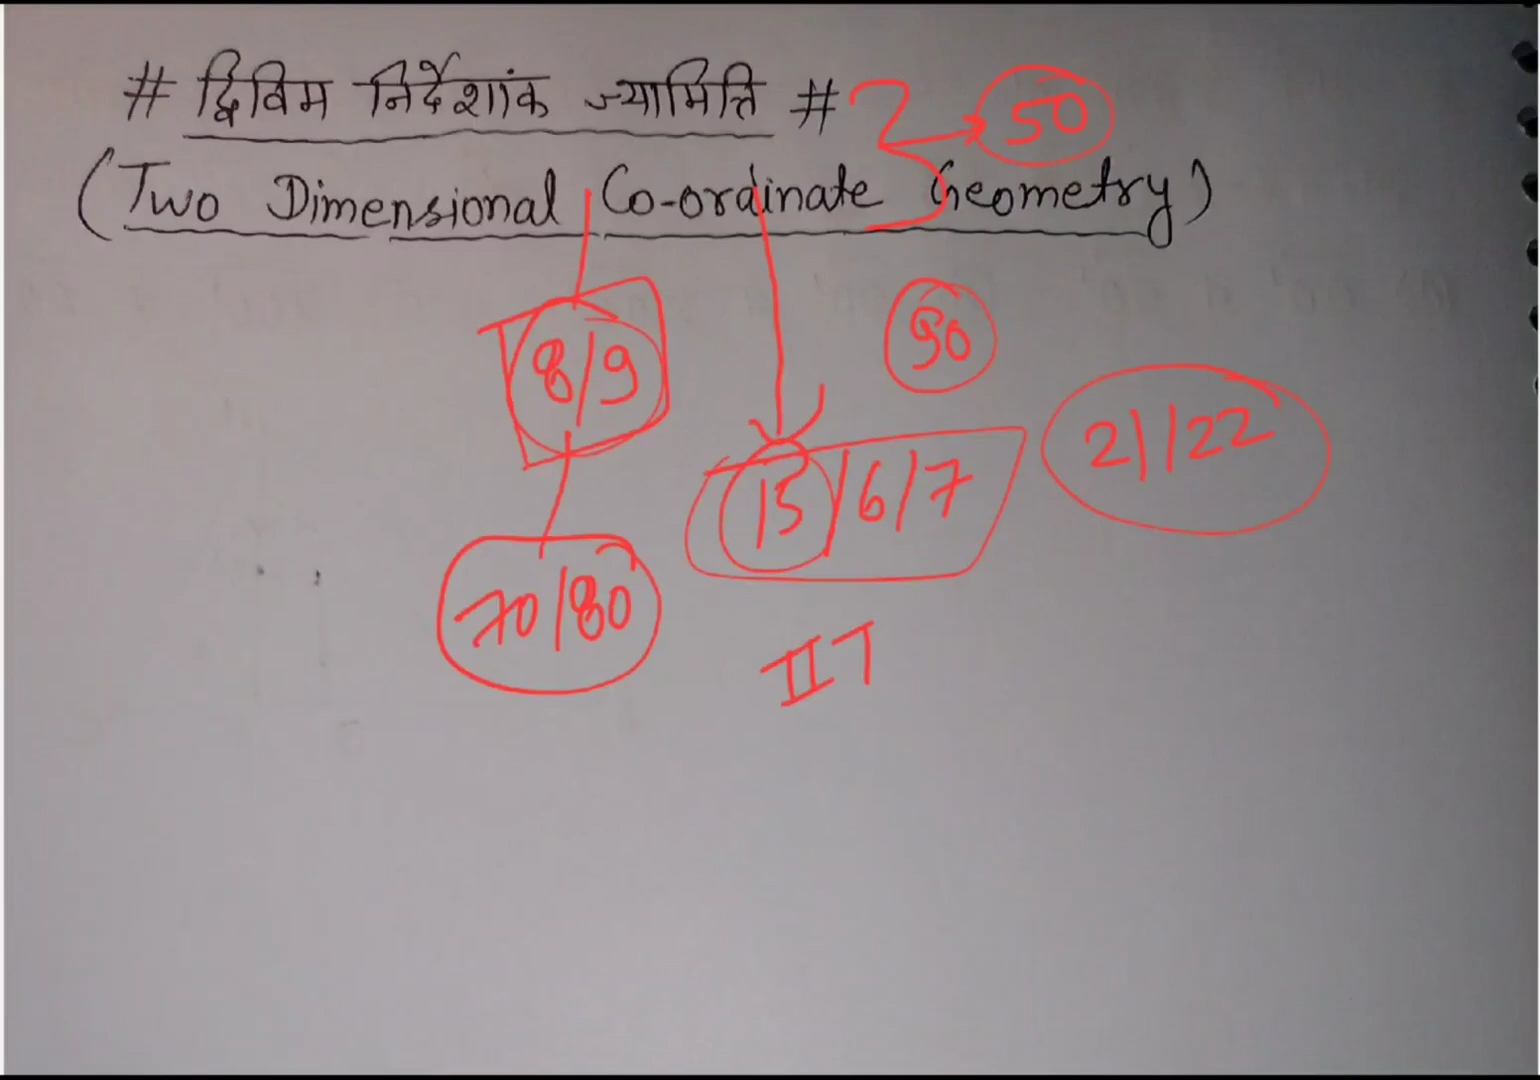 # द्विविम निर्देशांक ज्यामिति #
50
(Two Dimensional Co-ordinate Geometry)
8/9
90
21/22
15/6/7
70/80
IIT